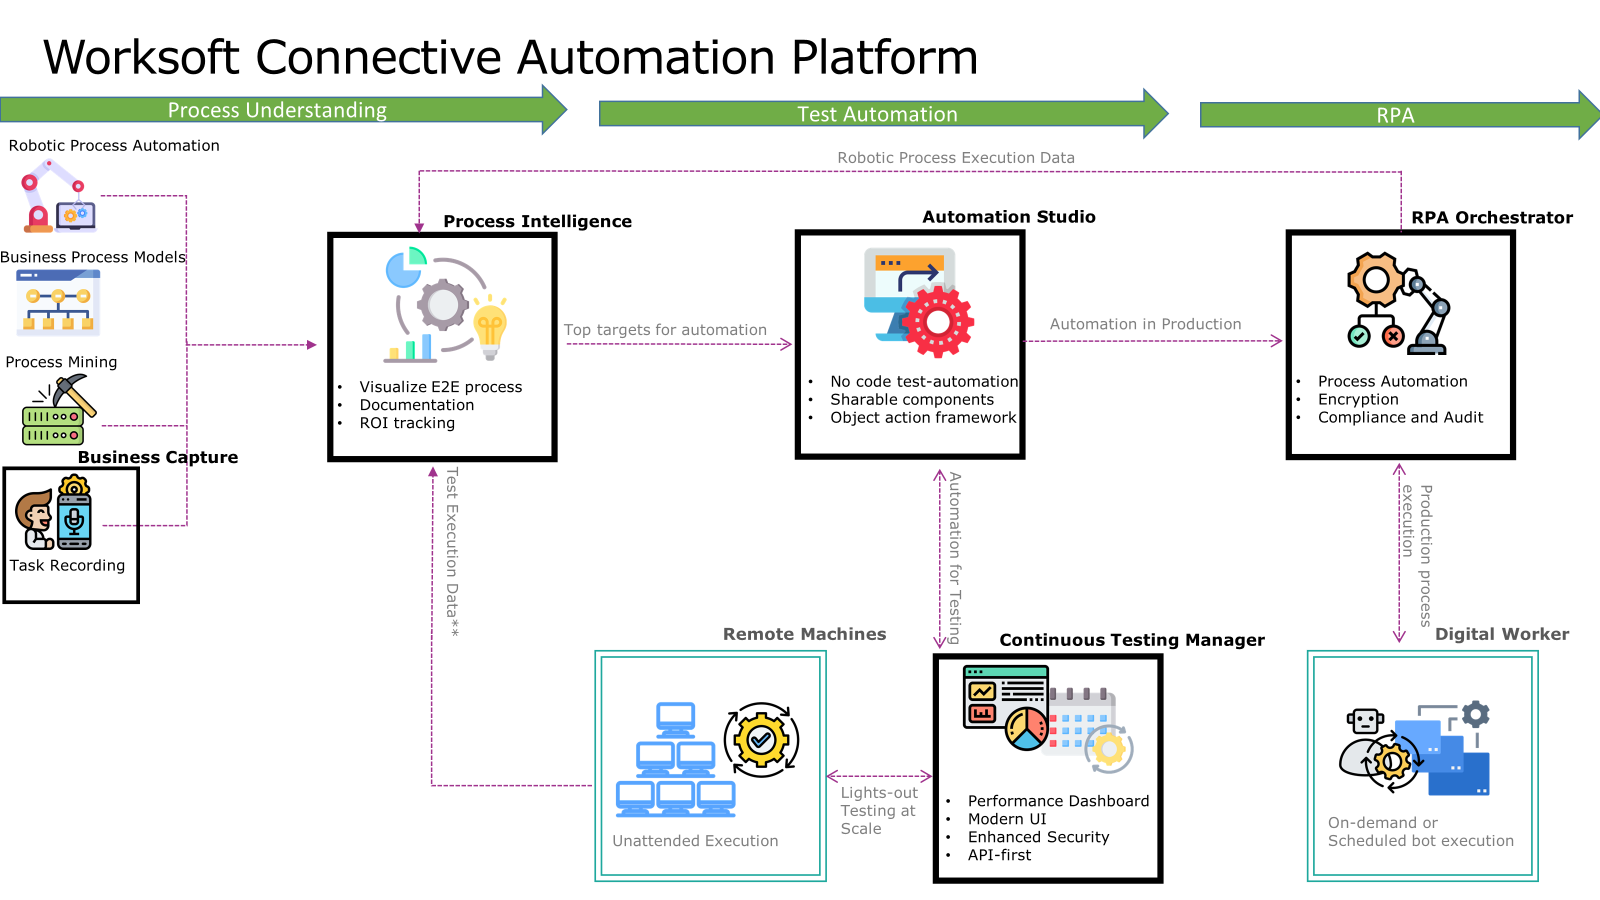 Worksoft Connective Automation Platform
Process Understanding
Test Automation
RPA
Robotic Process Automation
Business Process Models
Process Mining
Business Capture
Task Recording
Robotic Process Execution Data
Process Intelligence
• Visualize E2E process
• Documentation
• ROI tracking
Top targets for automation
Automation Studio
• No code test-automation
• Sharable components
• Object action framework
Automation in Production
RPA Orchestrator
• Process Automation
• Encryption
• Compliance and Audit
Test Execution Data**
Automation for Testing
Production process
execution
Remote Machines
Unattended Execution
Lights-out
Testing at
Scale
Continuous Testing Manager
• Performance Dashboard
• Modern UI
• Enhanced Security
• API-first
Digital Worker
On-demand or
Scheduled bot execution